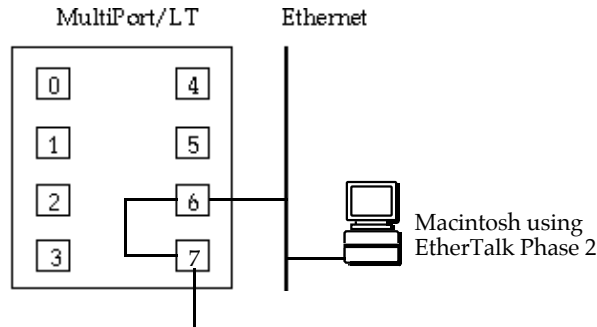 MultiPort/LT
Ethernet
0
4
1
5
2
6
3
7
Macintosh using
EtherTalk Phase 2